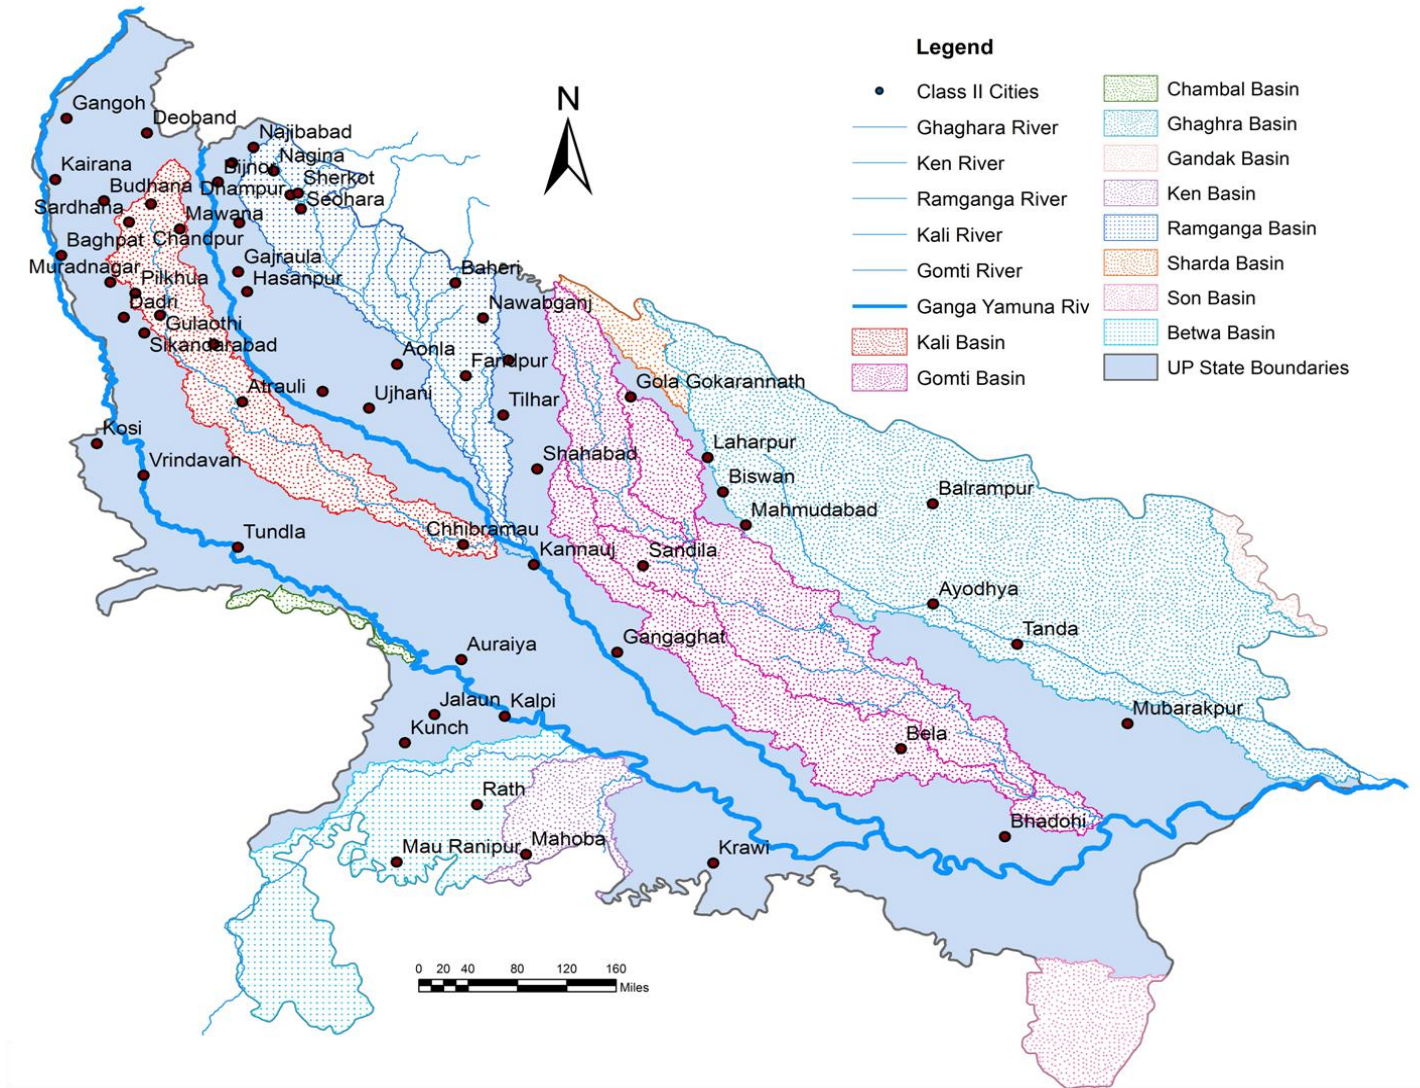 Legend
Class II Cities
Ghaghara River
Ken River
Ramganga River
Kali River
Gomti River
Ganga Yamuna Riv
Kali Basin
Gomti Basin
Chambal Basin
Ghaghra Basin
Gandak Basin
Ken Basin
Ramganga Basin
Sharda Basin
Son Basin
Betwa Basin
UP State Boundaries
N
Gangoh
Deoband
Najibabad
Nagina
Kairana
Bijnor
Sherkot
Budhana
Dhampur
Seohara
Sardhana
Mawana
Baghpat
Chandpur
Gajraula
Muradnagar
Pilkhua
Hasanpur
Baheri
Dadri
Nawabganj
Gulaothi
Sikandarabad
Aonla
Faridpur
Atrauli
Ujhani
Tilhar
Gola Gokarannath
Kosi
Laharpur
Vrindavan
Shahabad
Biswan
Balrampur
Mahmudabad
Tundla
Chhibramau
Kannauj
Sandila
Ayodhya
Tanda
Auraiya
Gangaghat
Jalaun
Kalpi
Mubarakpur
Kunch
Bela
Rath
Bhadohi
Mau Ranipur
Mahoba
Krawi
0 20 40 80 120 160
Miles